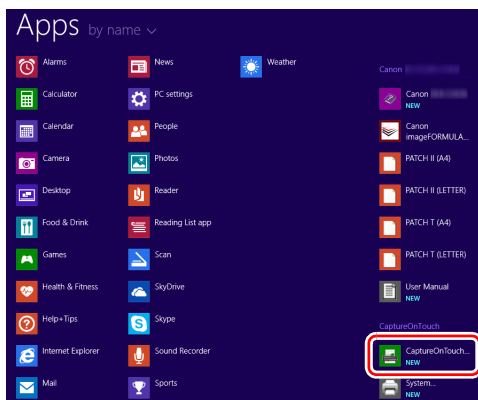 Apps by name
Alarms
Calculator
Calendar
Camera
Desktop
Food & Drink
Games
Health & Fitness
Help+Tips
Internet Explorer
Mail
News
PC settings
People
Photos
Reader
Reading List app
Scan
SkyDrive
Skype
Sound Recorder
Sports
Weather
Canon
Canon
NEW
Canon
imageFORMULA...
PATCH II (A4)
PATCH II (LETTER)
PATCH T (A4)
PATCH T (LETTER)
User Manual
NEW
CaptureOnTouch
CaptureOnTouch...
NEW
System...
NEW